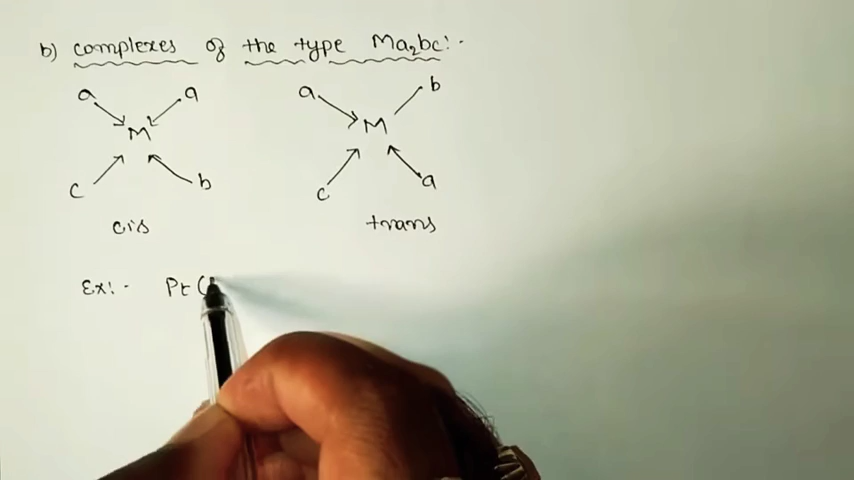 b) complexes of the type Ma₂bc:-
a a a b
M M
c b c a
cis trans
Ex:- Pt(